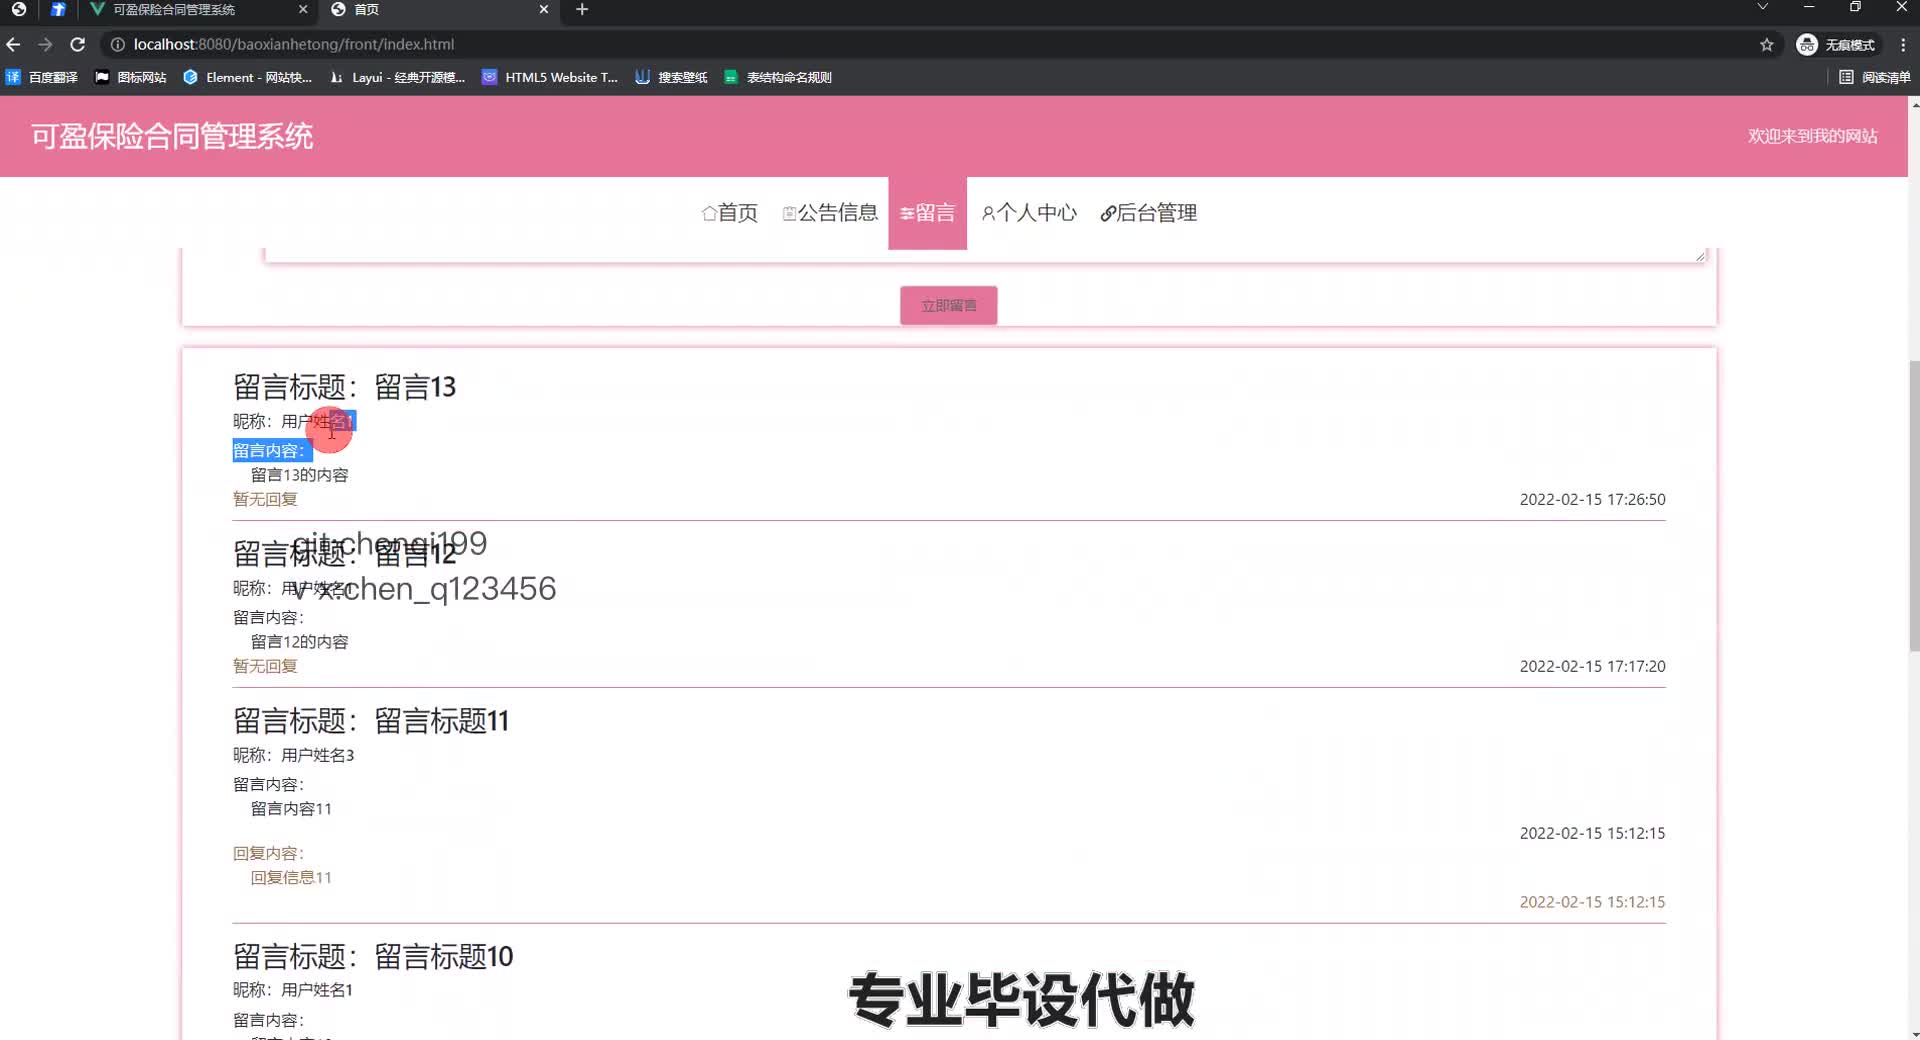 可盈保险合同管理系统
首页
localhost:8080/baoxianhetong/front/index.html
无痕模式
百度翻译
图标网站
Element - 网站快...
Layui - 经典开源模...
HTML5 Website T...
搜索壁纸
表结构命名规则
阅读清单
可盈保险合同管理系统
欢迎来到我的网站
首页
公告信息
留言
个人中心
后台管理
立即留言
留言标题：留言13
昵称：用户姓名1
留言内容：
留言13的内容
暂无回复
2022-02-15 17:26:50
git:chenqi199
留言标题：留言12
v x:chen_q123456
昵称：用户姓名1
留言内容：
留言12的内容
暂无回复
2022-02-15 17:17:20
留言标题：留言标题11
昵称：用户姓名3
留言内容：
留言内容11
2022-02-15 15:12:15
回复内容：
回复信息11
2022-02-15 15:12:15
留言标题：留言标题10
昵称：用户姓名1
留言内容：
专业毕设代做